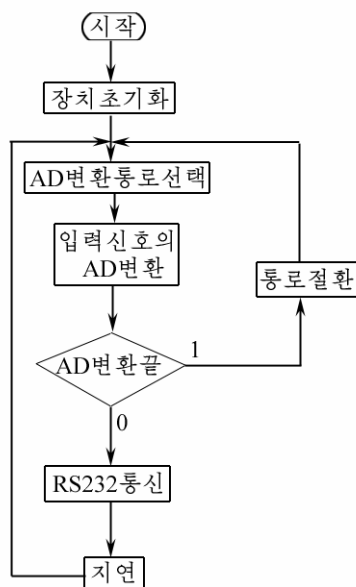 시작
장치초기화
AD변환통로선택
입력신호의
AD변환
통로절환
AD변환끝
1
0
RS232통신
지연